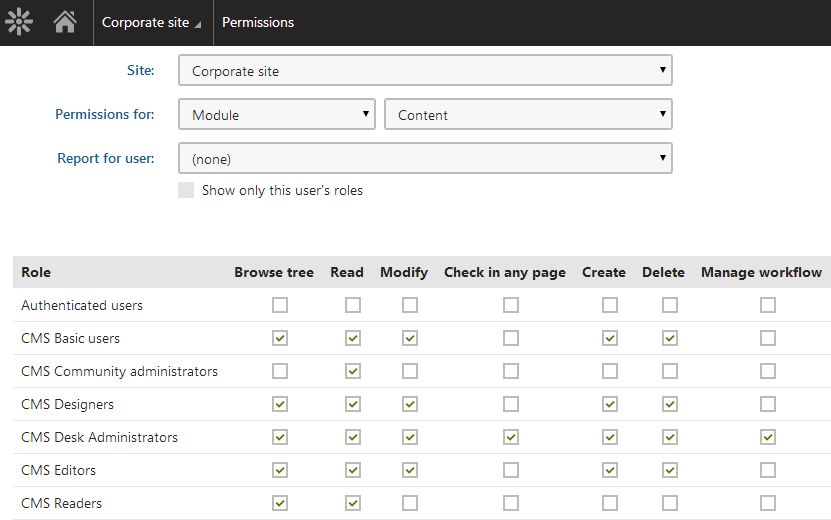 Corporate site Permissions
Site: Corporate site
Permissions for: Module Content
Report for user: (none)
Show only this user's roles
Role Browse tree Read Modify Check in any page Create Delete Manage workflow
Authenticated users
CMS Basic users
CMS Community administrators
CMS Designers
CMS Desk Administrators
CMS Editors
CMS Readers